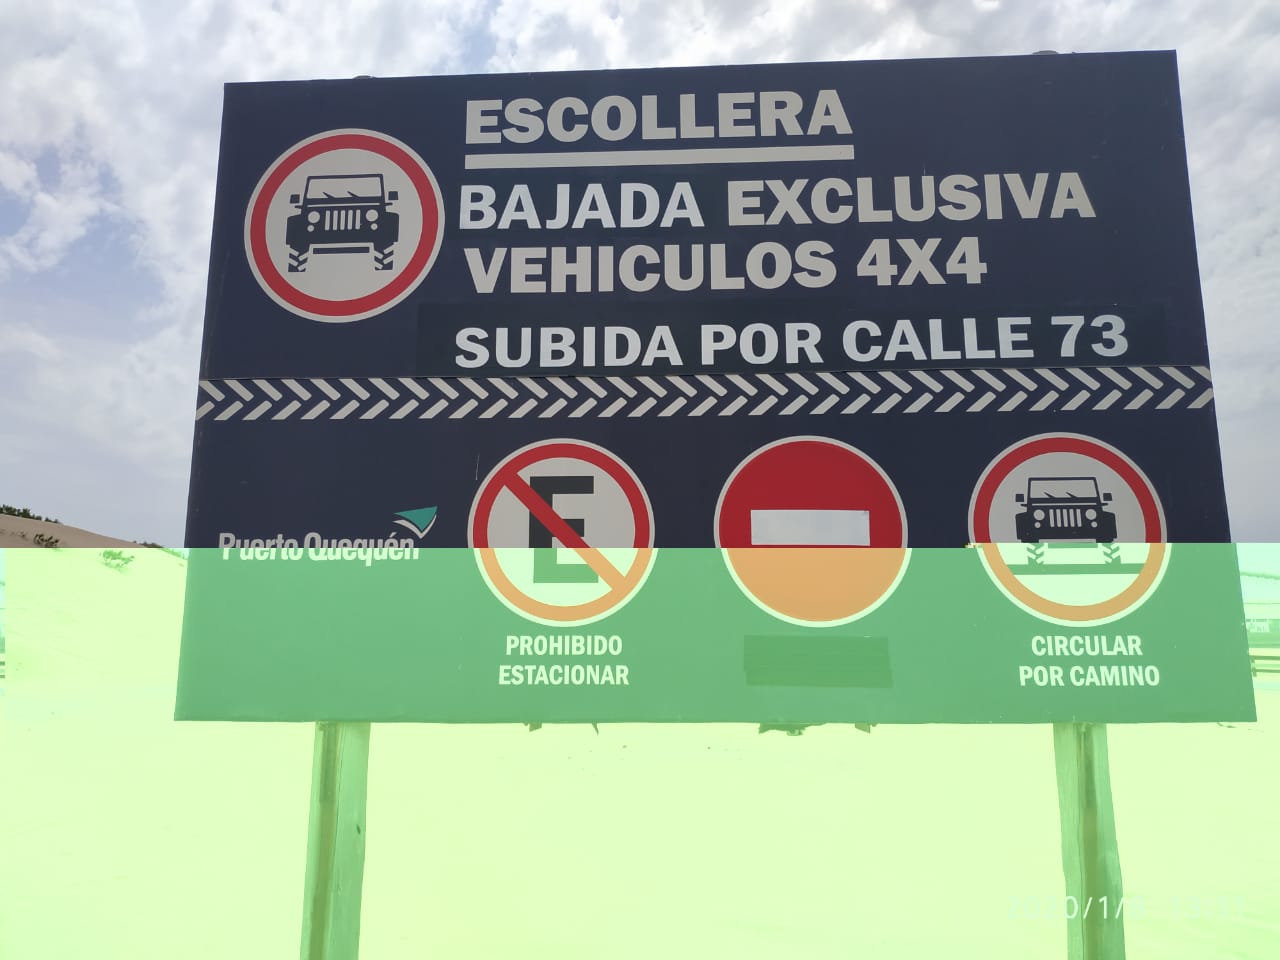 ESCOLLERA
BAJADA EXCLUSIVA
VEHICULOS 4X4
SUBIDA POR CALLE 73
Puerto Quequén
E
PROHIBIDO
ESTACIONAR
CIRCULAR
POR CAMINO